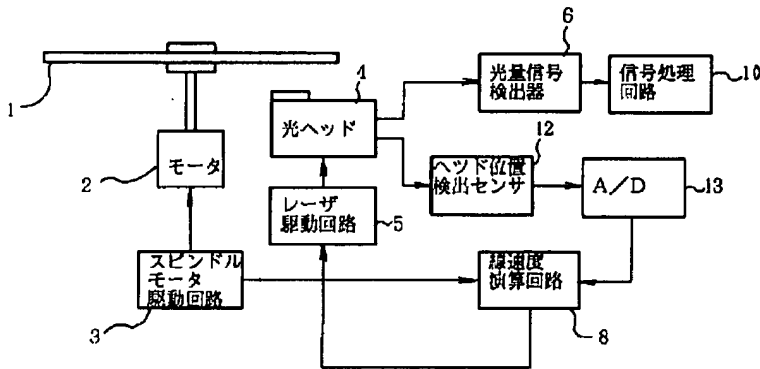 6
光量信号
検出器
信号処理
回路
10
1
4
光ヘッド
12
ヘツド位置
検出センサ
A/D
13
モータ
2
レーザ
駆動回路
5
スピンドル
モータ
駆動回路
3
線速度
演算回路
8